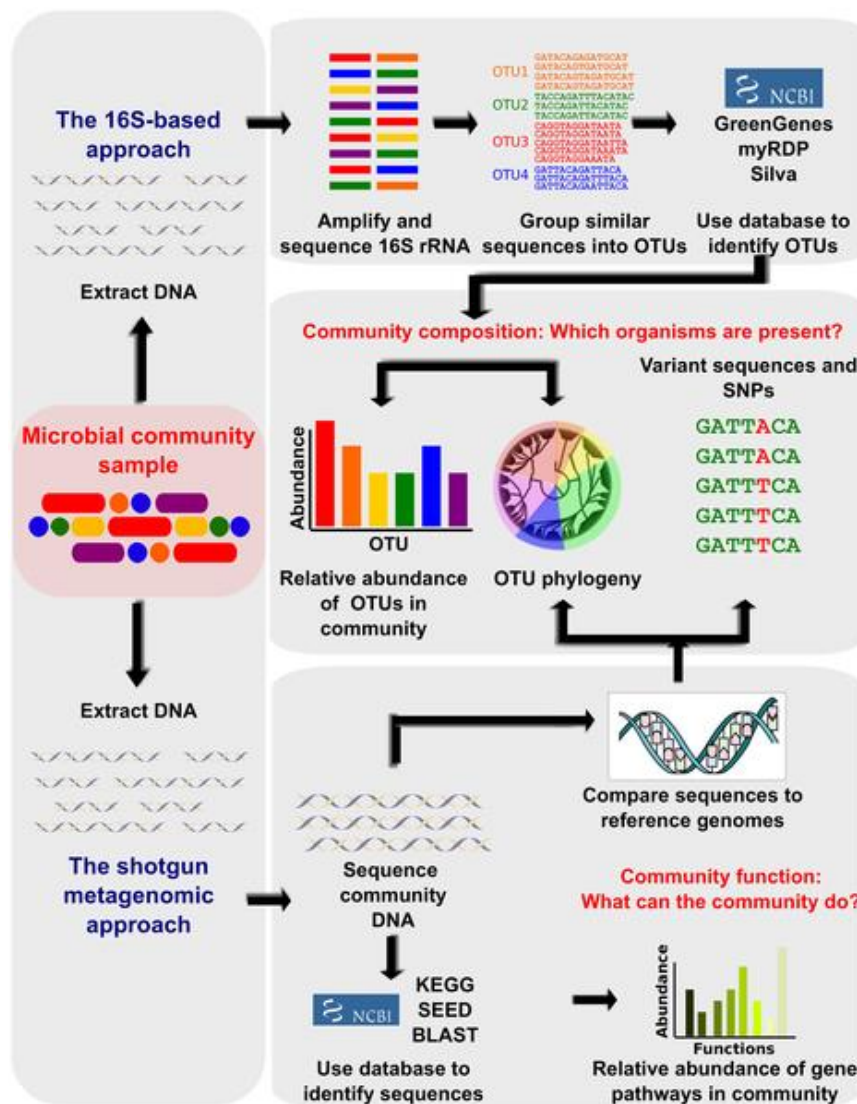 The 16S-based
approach
Extract DNA
Amplify and
sequence 16S rRNA
OTU1
GATACAGAGATGCAT
GATACAGTGATGCAT
GATACAGTAGATGCAT
GATACAGTAGATGCAT
OTU2
TACCAGATTTACATAC
TACCAGATTACATAC
TACCAGATTACATAC
OTU3
CAGGTAGGATAATA
CAGGTAGGATAATA
CAGGTAGGATAATTA
CAGGTAGGATAAATA
CAGGTAGGAAATA
OTU4
GATTACAGATTACA
GATTACAGATTTACA
GATTACAGAATTACA
Group similar
sequences into OTUs
NCBI
GreenGenes
myRDP
Silva
Use database to
identify OTUs
Microbial community
sample
Community composition: Which organisms are present?
Abundance
OTU
Relative abundance
of OTUs in
community
OTU phylogeny
Variant sequences and
SNPs
GATTACA
GATTACA
GATTTCA
GATTTCA
GATTTCA
Extract DNA
The shotgun
metagenomic
approach
Sequence
community
DNA
Compare sequences to
reference genomes
NCBI
KEGG
SEED
BLAST
Use database to
identify sequences
Community function:
What can the community do?
Abundance
Functions
Relative abundance of gene
pathways in community